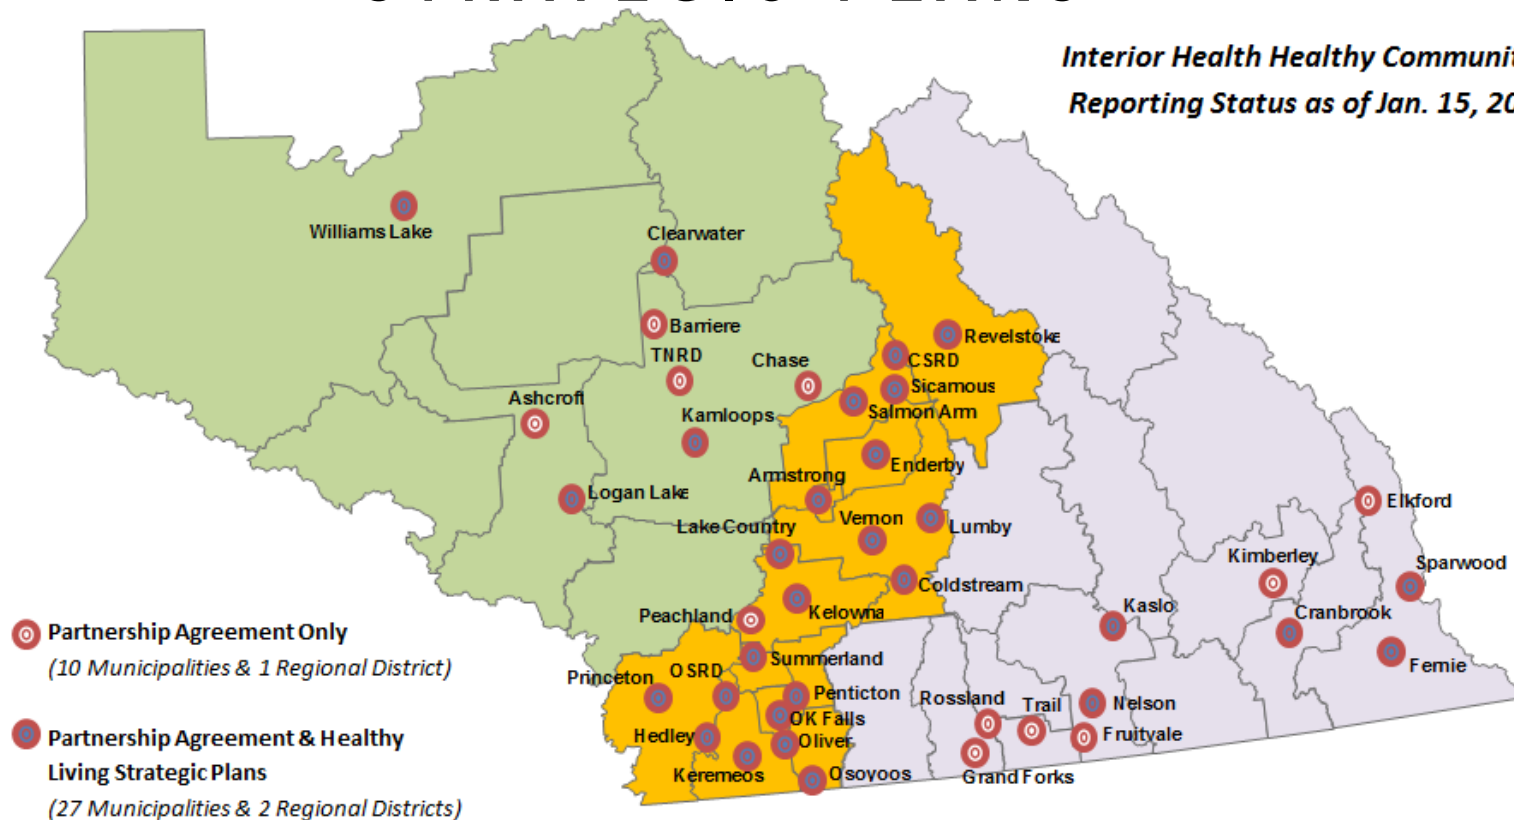 STRATEGIC PLANS
Interior Health Healthy Communit
Reporting Status as of Jan. 15, 20
Williams Lake
Clearwater
Barriere
TNRD
Chase
Revelstoke
CSRD
Sicamous
Salmon Arm
Ashcroft
Kamloops
Enderby
Armstrong
Logan Lake
Elkford
Lake Country
Vernon
Lumby
Kimberley
Sparwood
Coldstream
Kaslo
Cranbrook
Peachland
Kelowna
Partnership Agreement Only
(10 Municipalities & 1 Regional District)
Summerland
Fernie
Princeton
OSRD
Penticton
Rossland
Trail
Nelson
OK Falls
Hedley
Oliver
Fruitvale
Partnership Agreement & Healthy
Living Strategic Plans
(27 Municipalities & 2 Regional Districts)
Keremeos
Osoyoos
Grand Forks